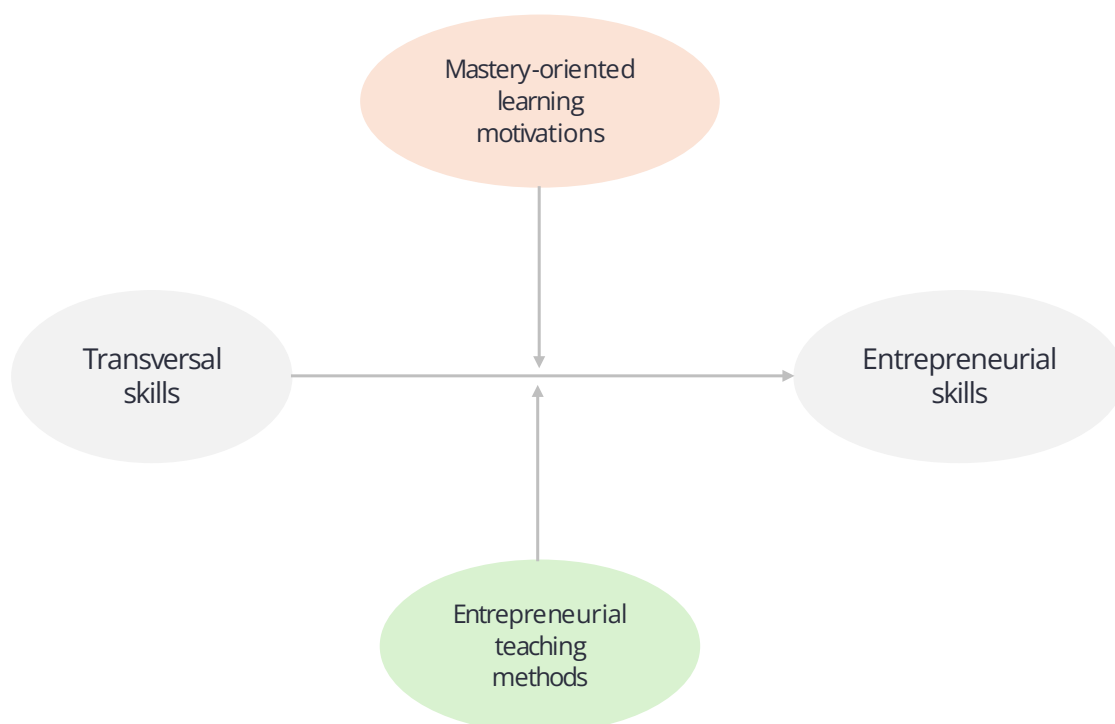 Mastery-oriented
learning
motivations
Transversal
skills
Entrepreneurial
skills
Entrepreneurial
teaching
methods